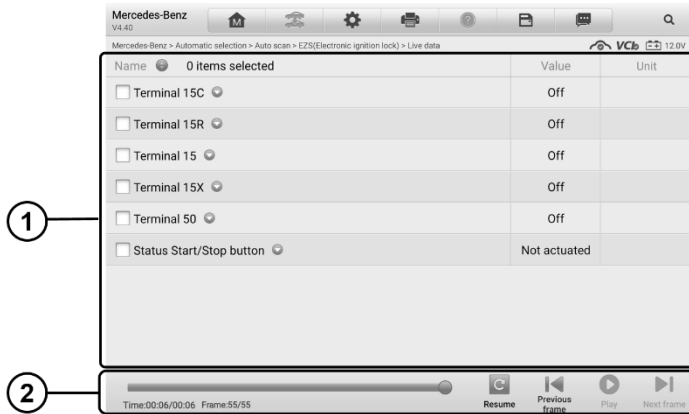 Mercedes-Benz
V4.40
M
?
Mercedes-Benz > Automatic selection > Auto scan > EZS(Electronic ignition lock) > Live data
VCI 12.0V
Name 0 items selected Value Unit
Terminal 15C Off
Terminal 15R Off
Terminal 15 Off
Terminal 15X Off
Terminal 50 Off
Status Start/Stop button Not actuated
1
2
Time:00:06/00:06 Frame:55/55
Resume
Previous
frame
Play
Next frame